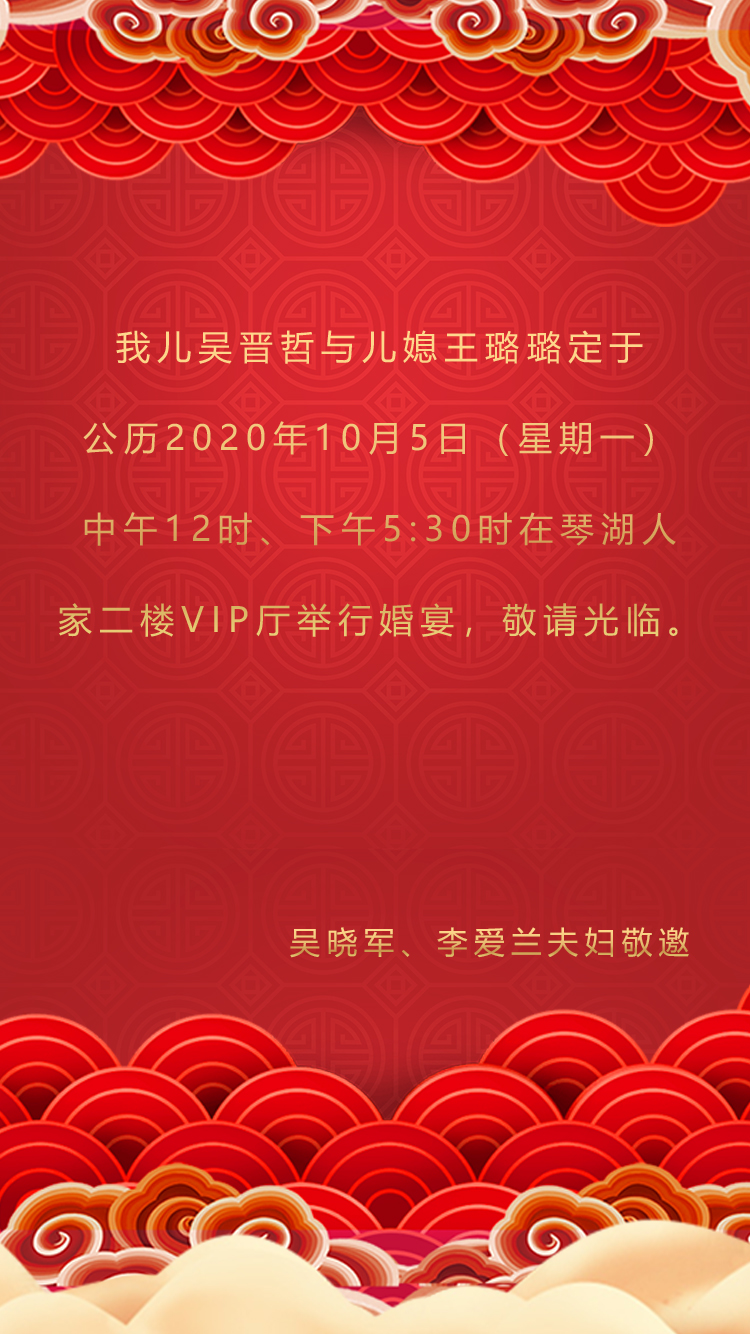 我儿吴晋哲与儿媳王璐璐定于
公历2020年10月5日（星期一）
中午12时、下午5:30时在琴湖人
家二楼VIP厅举行婚宴，敬请光临。
吴晓军、李爱兰夫妇敬邀